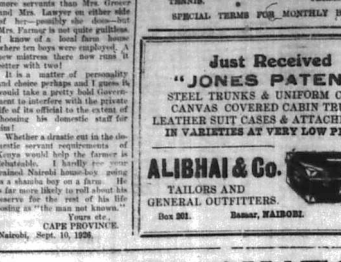 more servants than Mrs. Greer
and Mrs. Lawyer on either side
of her—possibly she does—but
Mrs. Farmer is not quite guiltless.
I know of a local farm house
where ten boys were employed. A
new mistress there now runs it
better with two!
It is a matter of personality
and choice perhaps and I guess it
would take a pretty bold Govern-
ment to interfere with the private
life of its official to the extent of
choosing his domestic staff for
him!
Whether a drastic cut in the do-
mestic servant requirements of
Kenya would help the farmer is
debateable. I hardly see your
trained Nairobi house-boy going
as a shamba boy on a farm. He
is far more likely to roll about his
reserve for the rest of his life
posing as "the man not known."
Yours etc.,
CAPE PROVINCE.
Nairobi, Sept. 10, 1926.
TENNIS.
SPECIAL TERMS FOR MONTHLY B
Just Received
"JONES PATEN
STEEL TRUNKS & UNIFORM C
CANVAS COVERED CABIN TRU
LEATHER SUIT CASES & ATTACHE
IN VARIETIES AT VERY LOW P
ALIBHAI & Co.
TAILORS AND
GENERAL OUTFITTERS.
Box 201. Bazaar, NAIROBI.